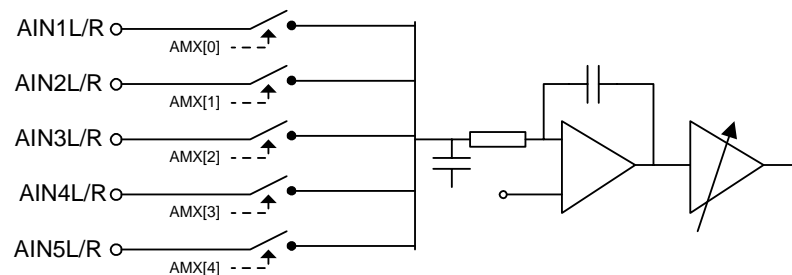 AIN1L/R
AMX[0]
AIN2L/R
AMX[1]
AIN3L/R
AMX[2]
AIN4L/R
AMX[3]
AIN5L/R
AMX[4]